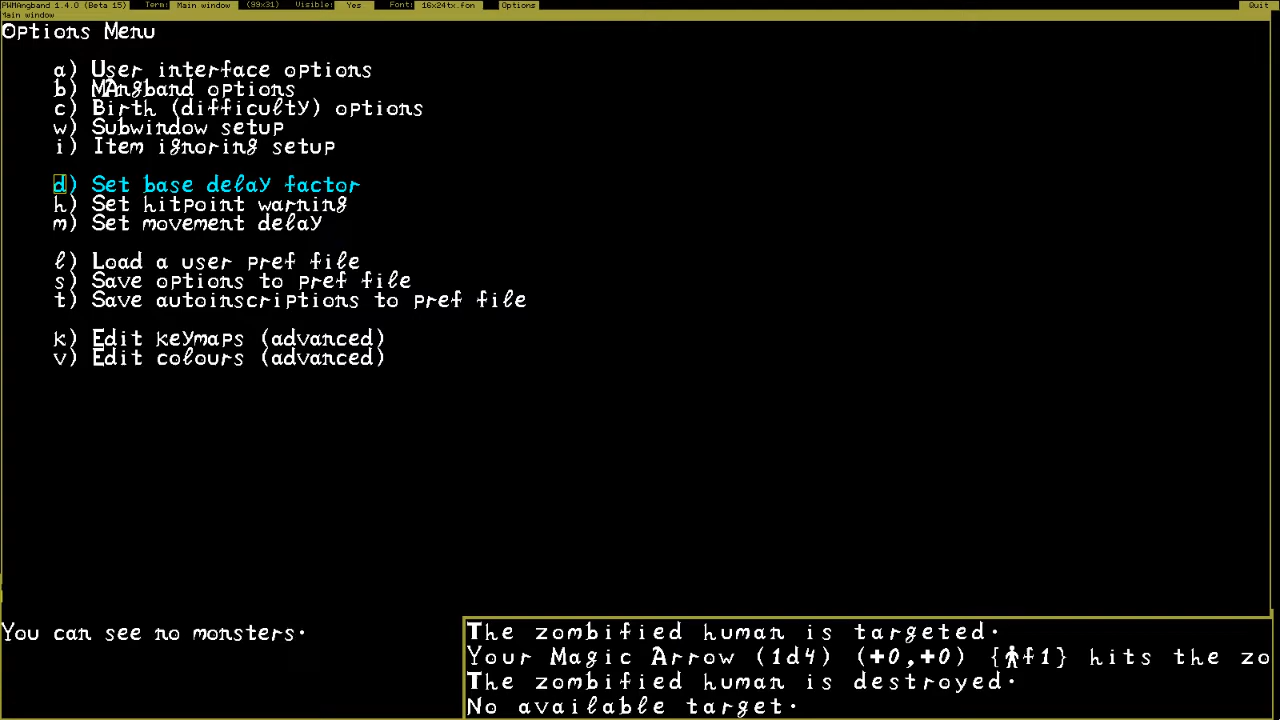 PWMAngband 1.4.0 (Beta 15) Term: Main window (99x31) Visible: Yes Font: 16x24tx.fon Options Quit
Main window
Options Menu
a) User interface options
b) MAngband options
c) Birth (difficulty) options
w) Subwindow setup
i) Item ignoring setup
d) Set base delay factor
h) Set hitpoint warning
m) Set movement delay
l) Load a user pref file
s) Save options to pref file
t) Save autoinscriptions to pref file
k) Edit keymaps (advanced)
v) Edit colours (advanced)
You can see no monsters.
The zombified human is targeted.
Your Magic Arrow (1d4) (+0,+0) {f1} hits the zo
The zombified human is destroyed.
No available target.